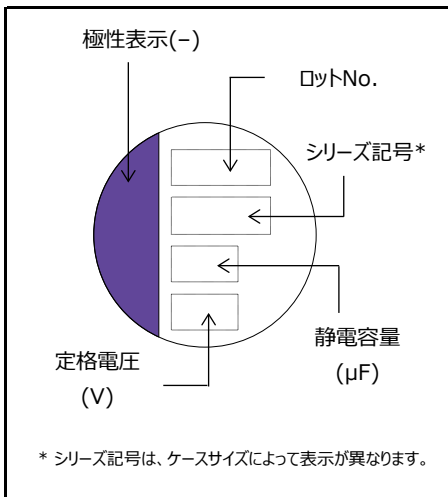 極性表示(−)
ロットNo.
シリーズ記号*
静電容量
(µF)
定格電圧
(V)
* シリーズ記号は、ケースサイズによって表示が異なります。